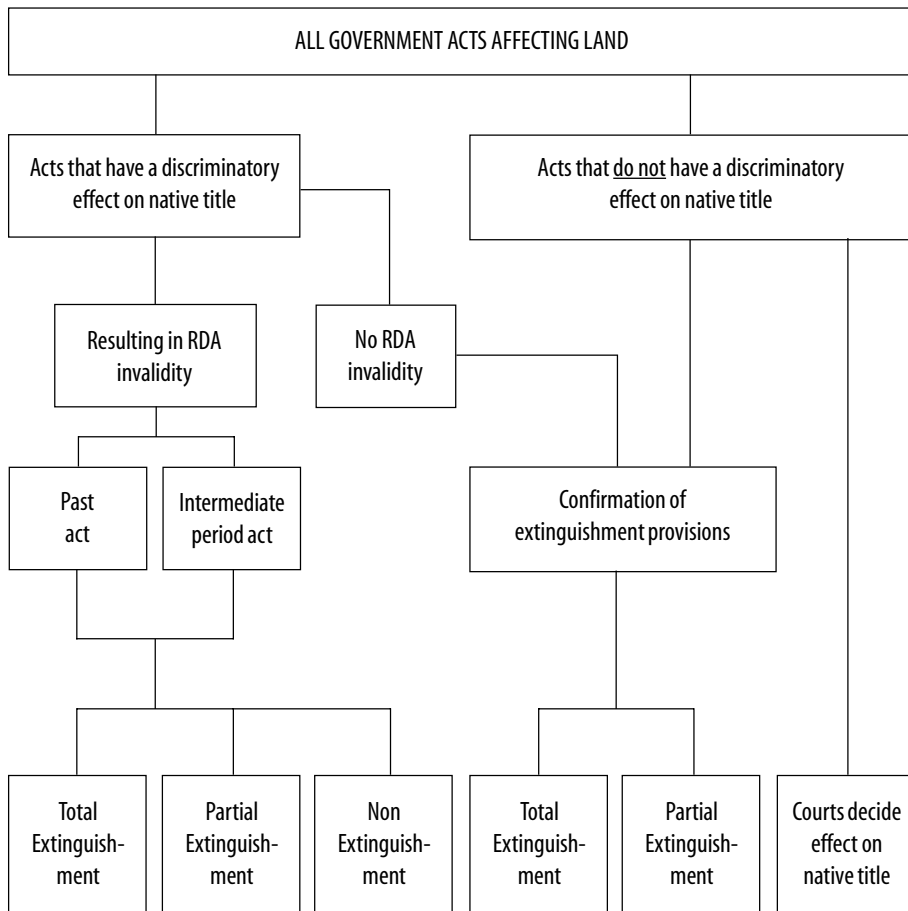 ALL GOVERNMENT ACTS AFFECTING LAND
Acts that have a discriminatory
effect on native title
Acts that do not have a discriminatory
effect on native title
Resulting in RDA
invalidity
No RDA
invalidity
Past
act
Intermediate
period act
Confirmation of
extinguishment provisions
Total
Extinguish-
ment
Partial
Extinguish-
ment
Non
Extinguish-
ment
Total
Extinguish-
ment
Partial
Extinguish-
ment
Courts decide
effect on
native title